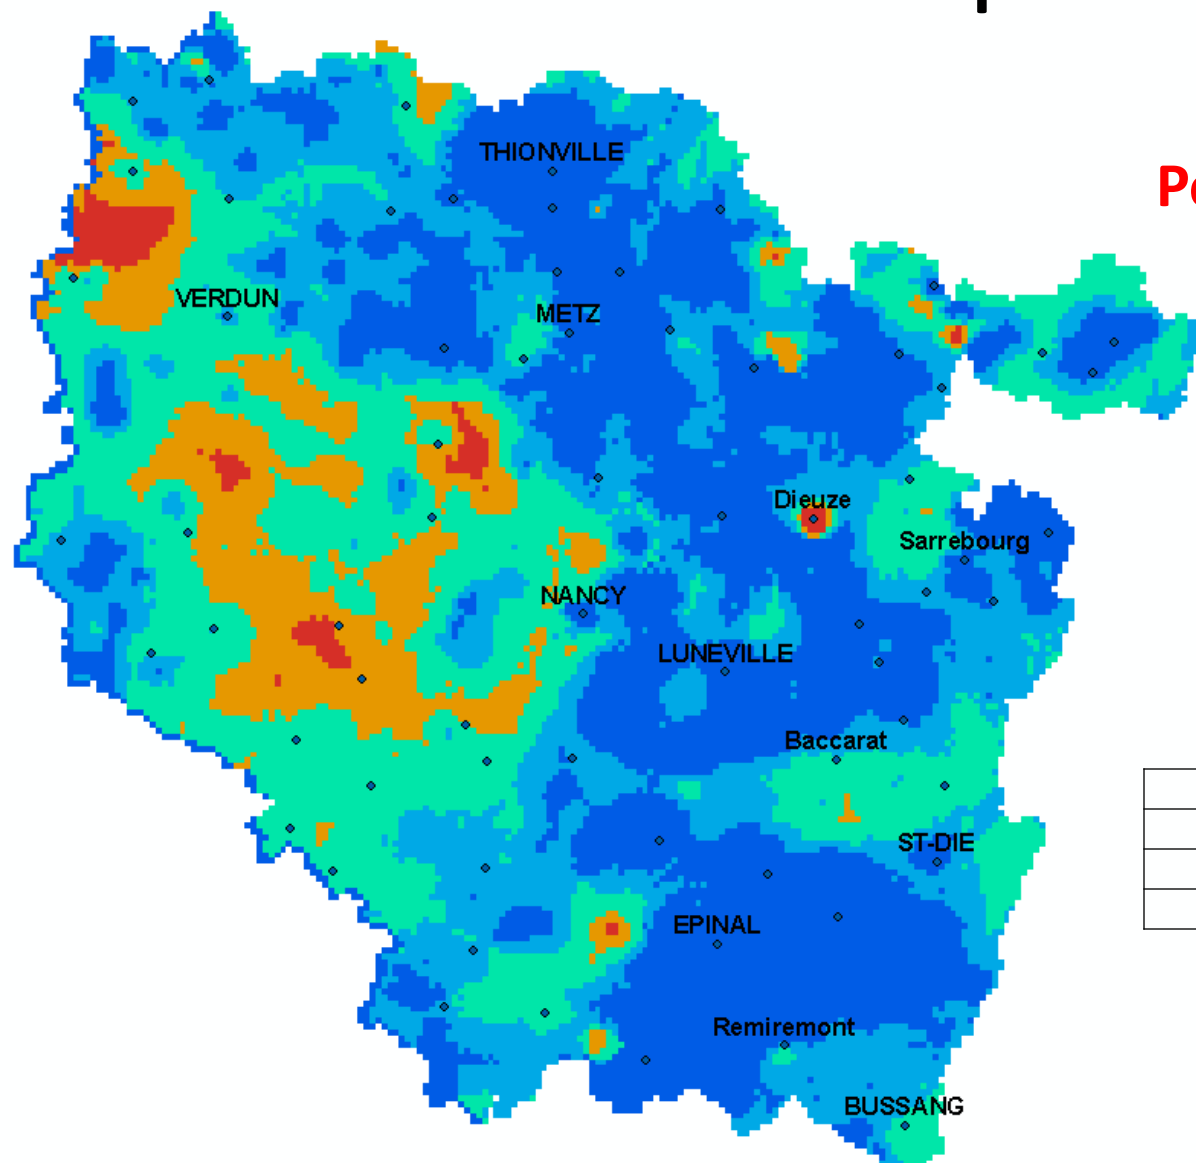 THIONVILLE
VERDUN
METZ
Dieuze
Sarrebourg
NANCY
LUNEVILLE
Baccarat
ST-DIE
EPINAL
Remiremont
BUSSANG